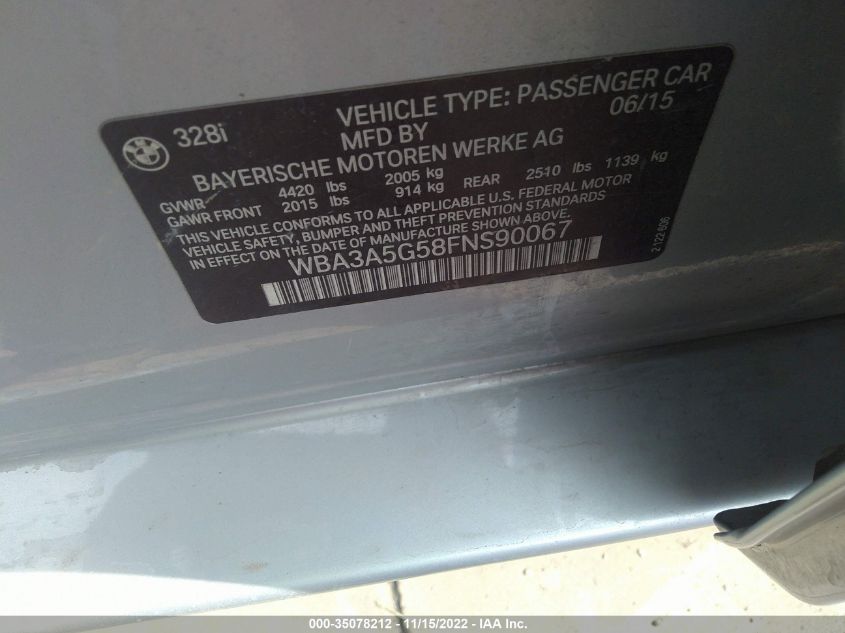 328i
VEHICLE TYPE: PASSENGER CAR
MFD BY 06/15
BAYERISCHE MOTOREN WERKE AG
GVWR 4420 lbs 2005 kg
GAWR FRONT 2015 lbs 914 kg REAR 2510 lbs 1139 kg
THIS VEHICLE CONFORMS TO ALL APPLICABLE U.S. FEDERAL MOTOR
VEHICLE SAFETY, BUMPER AND THEFT PREVENTION STANDARDS
IN EFFECT ON THE DATE OF MANUFACTURE SHOWN ABOVE.
WBA3A5G58FNS90067
2122 606
000-35078212 - 11/15/2022 - IAA Inc.